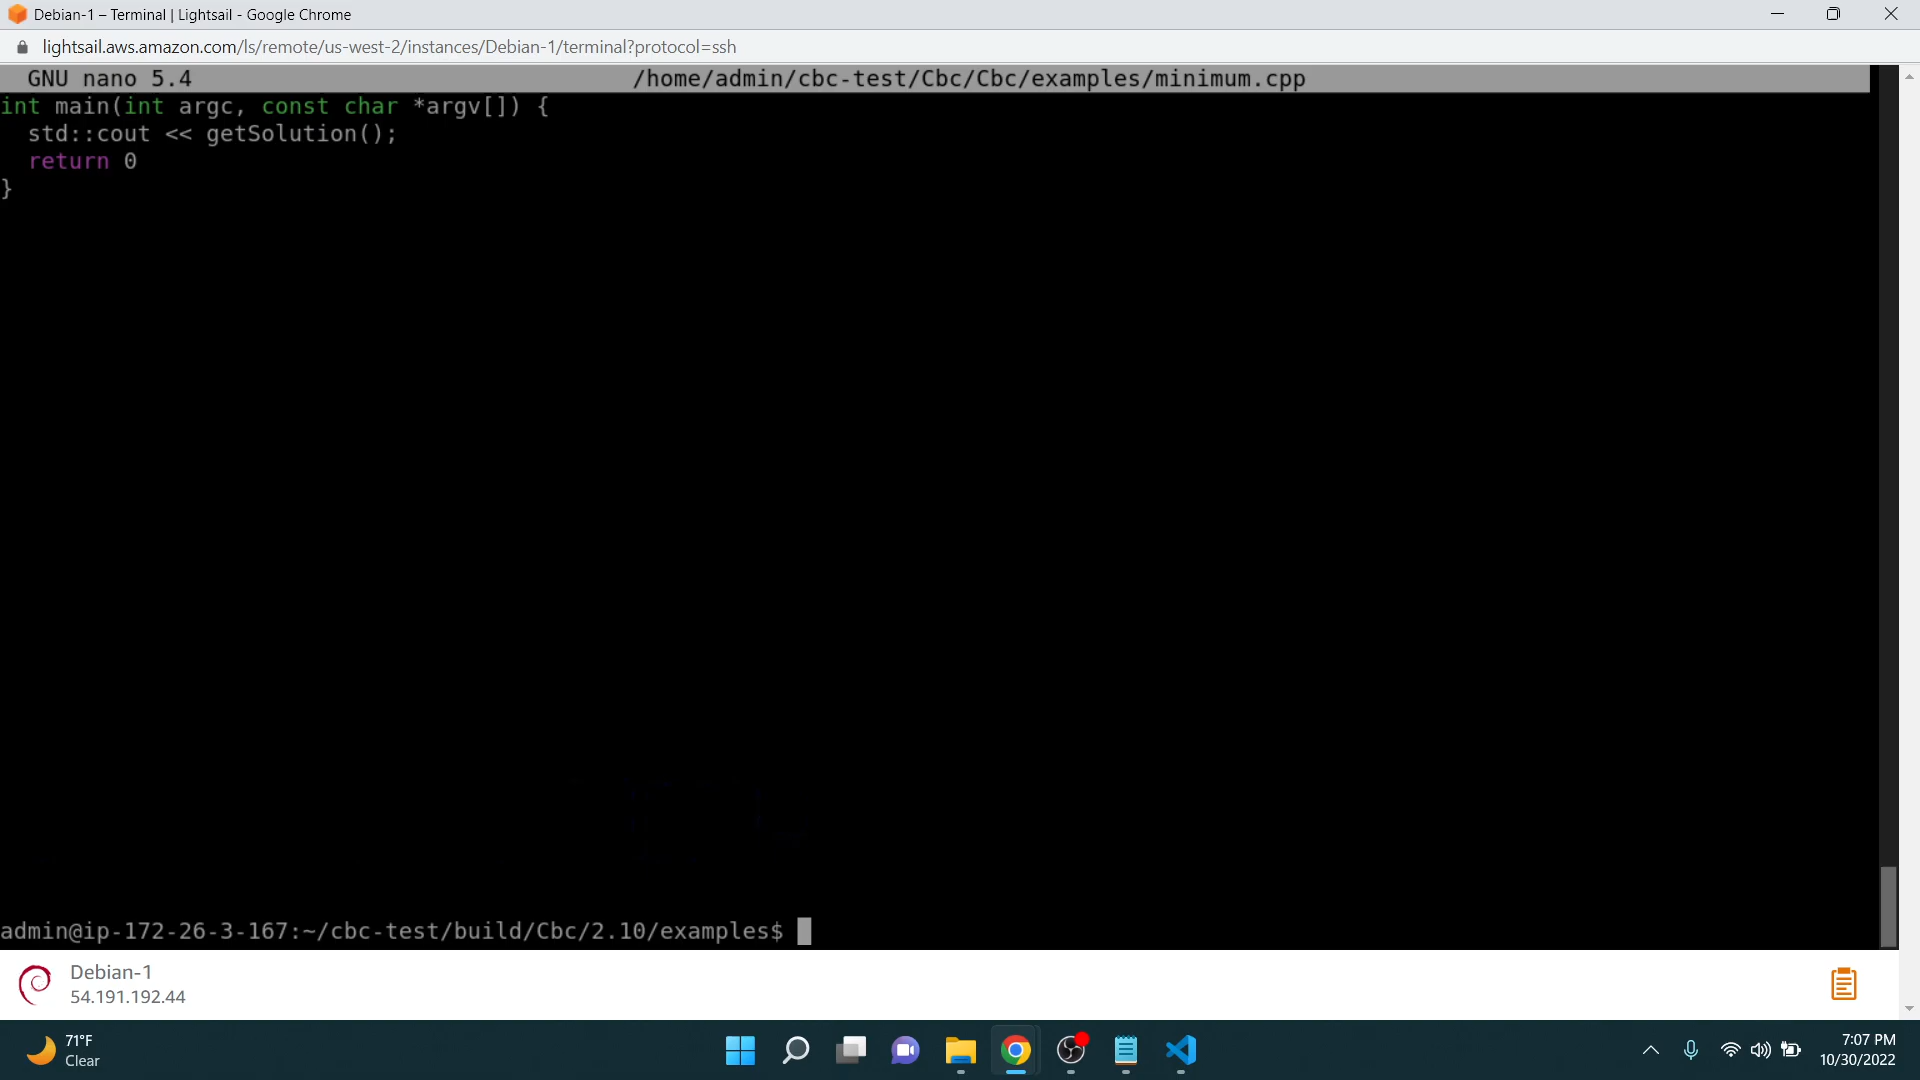 Debian-1 – Terminal | Lightsail - Google Chrome
lightsail.aws.amazon.com/ls/remote/us-west-2/instances/Debian-1/terminal?protocol=ssh
GNU nano 5.4 /home/admin/cbc-test/Cbc/Cbc/examples/minimum.cpp
int main(int argc, const char *argv[]) {
  std::cout << getSolution();
  return 0
}
admin@ip-172-26-3-167:~/cbc-test/build/Cbc/2.10/examples$
Debian-1
54.191.192.44
71°F
Clear
7:07 PM
10/30/2022